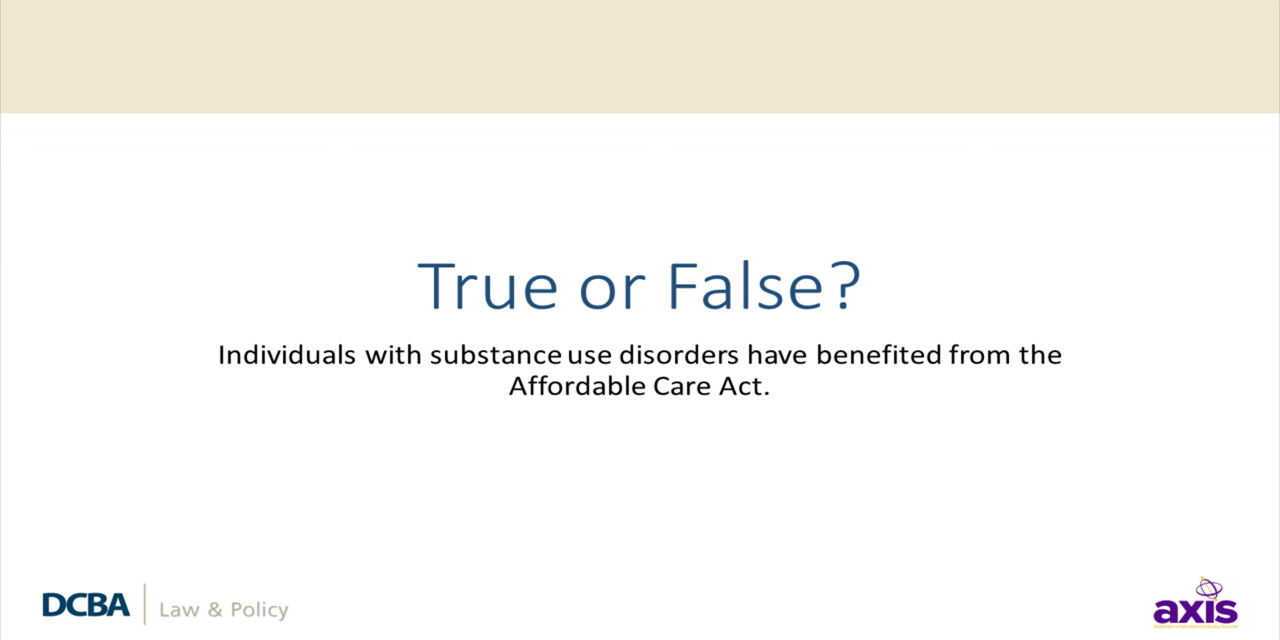 True or False?
Individuals with substance use disorders have benefited from the
Affordable Care Act.
DCBA Law & Policy
axis